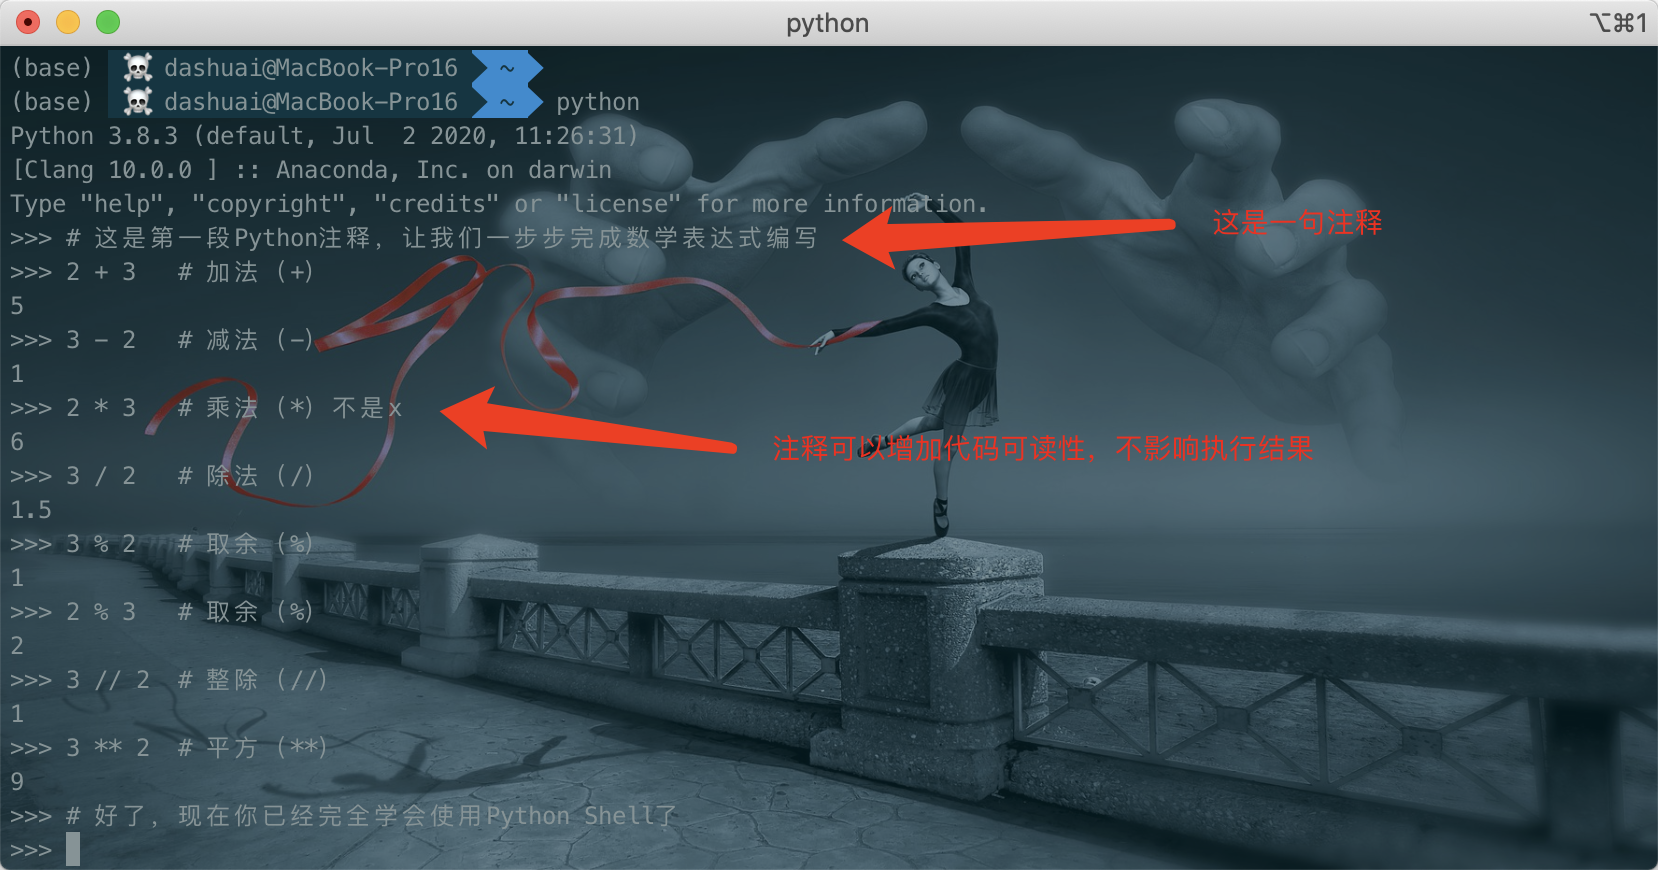 python
⌥⌘1
(base) ☠ dashuai@MacBook-Pro16 ~
(base) ☠ dashuai@MacBook-Pro16 ~ python
Python 3.8.3 (default, Jul  2 2020, 11:26:31)
[Clang 10.0.0 ] :: Anaconda, Inc. on darwin
Type "help", "copyright", "credits" or "license" for more information.
>>> # 这是第一段Python注释，让我们一步步完成数学表达式编写
这是一句注释
>>> 2 + 3   # 加法 (+)
5
>>> 3 - 2   # 减法 (-)
1
>>> 2 * 3   # 乘法 (*) 不是x
注释可以增加代码可读性，不影响执行结果
6
>>> 3 / 2   # 除法 (/)
1.5
>>> 3 % 2   # 取余 (%)
1
>>> 2 % 3   # 取余 (%)
2
>>> 3 // 2  # 整除 (//)
1
>>> 3 ** 2  # 平方 (**)
9
>>> # 好了，现在你已经完全学会使用Python Shell了
>>>